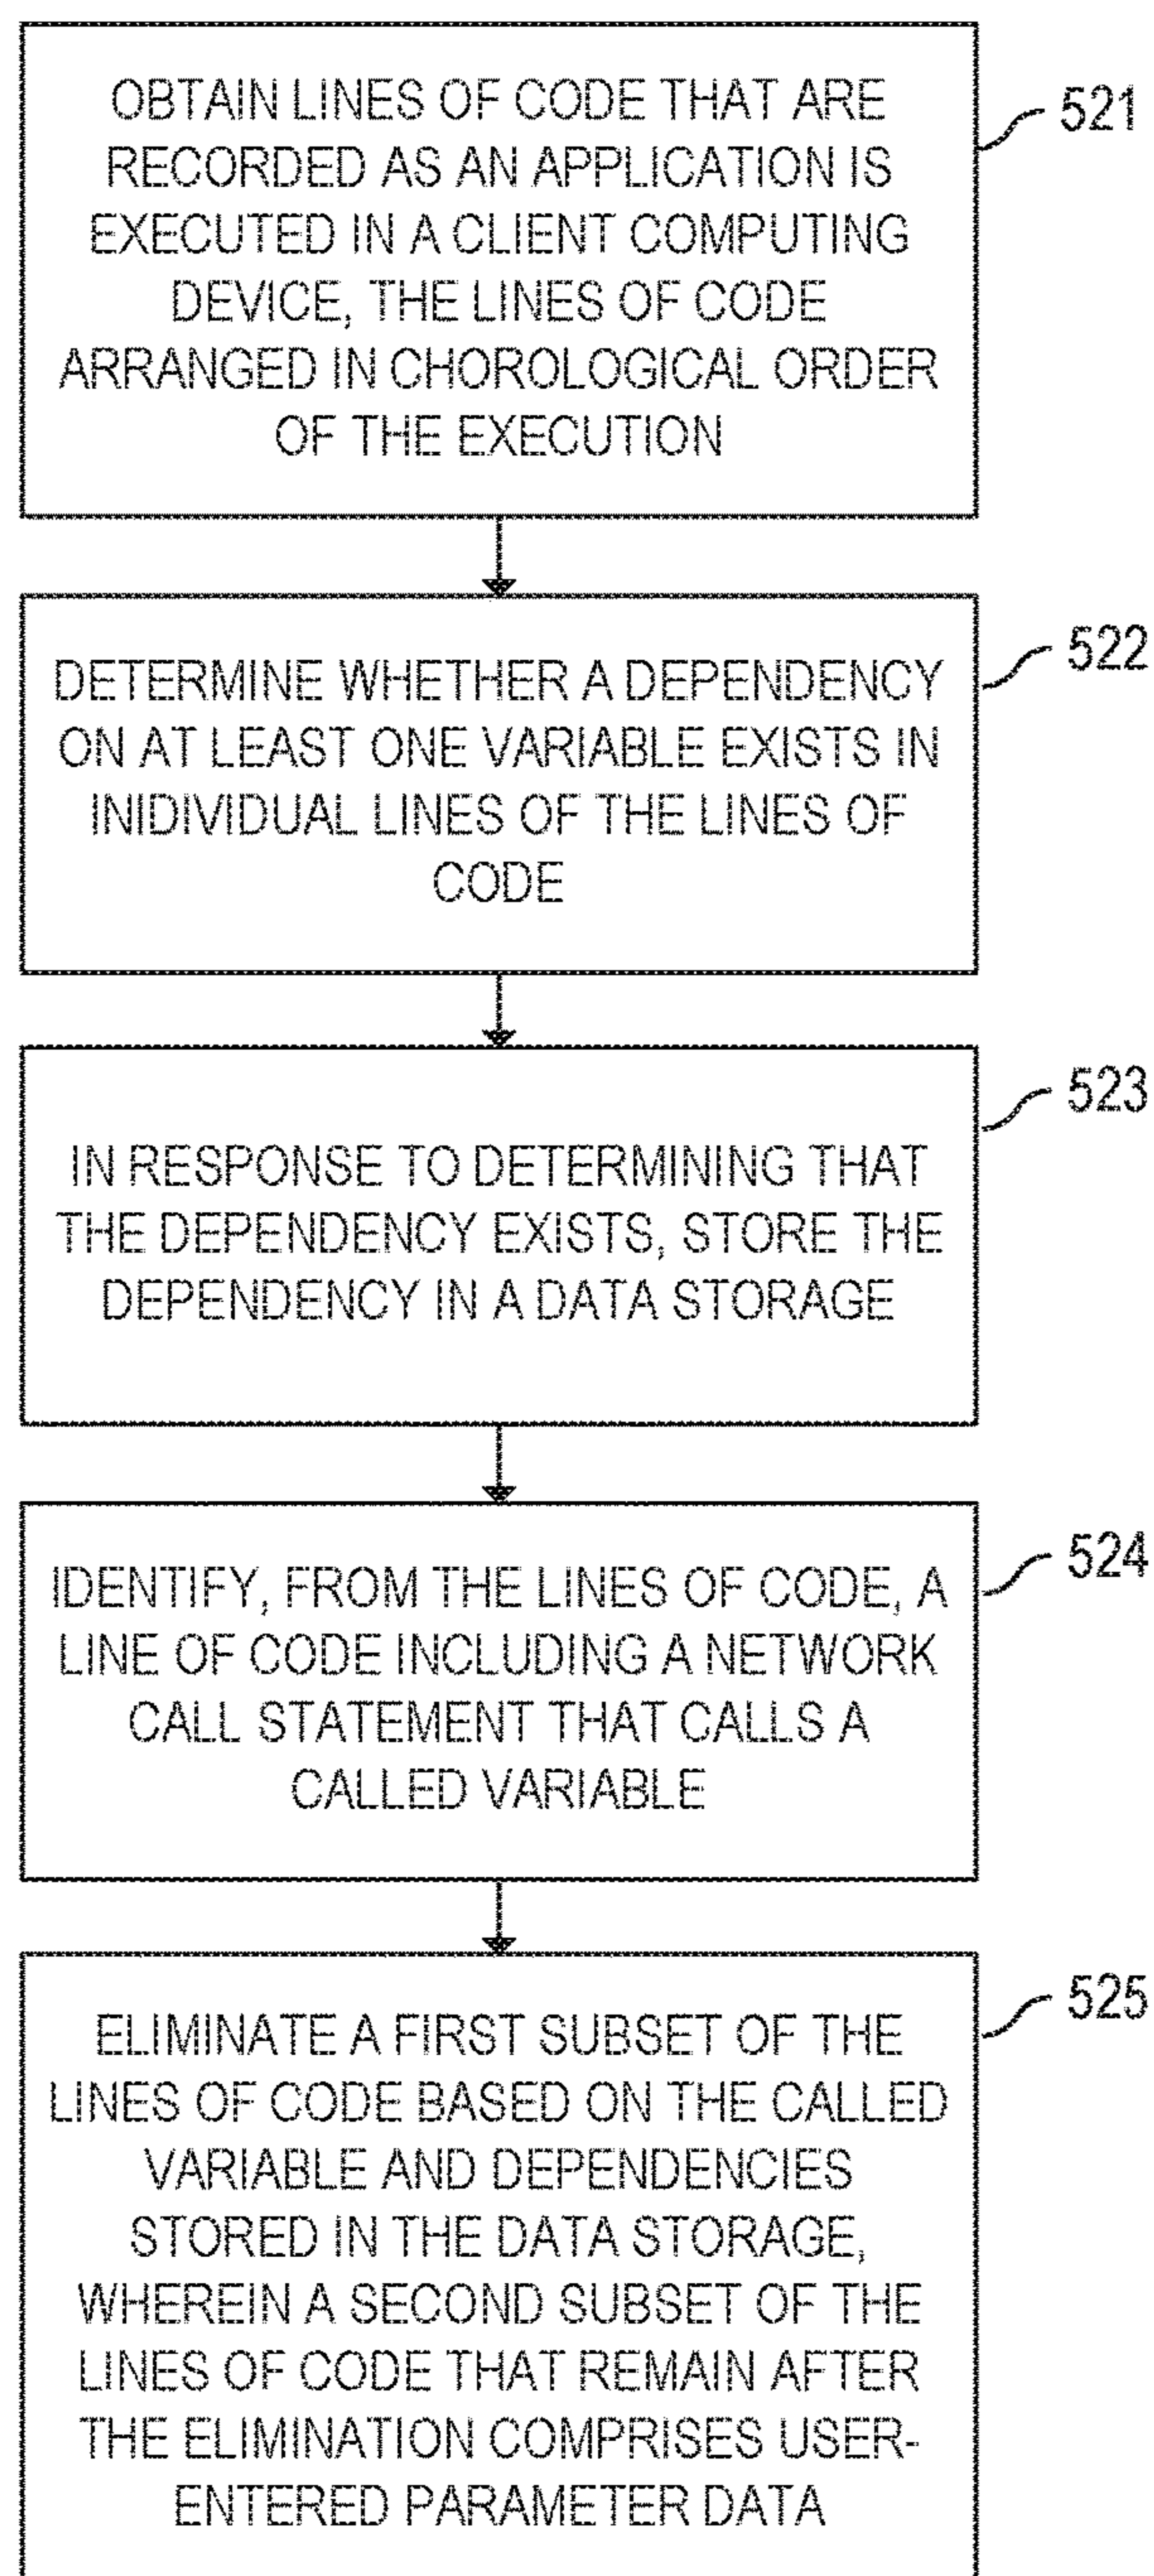 OBTAIN LINES OF CODE THAT ARE
RECORDED AS AN APPLICATION IS
EXECUTED IN A CLIENT COMPUTING
DEVICE, THE LINES OF CODE
ARRANGED IN CHOROLOGICAL ORDER
OF THE EXECUTION
521
DETERMINE WHETHER A DEPENDENCY
ON AT LEAST ONE VARIABLE EXISTS IN
INIDIVIDUAL LINES OF THE LINES OF
CODE
522
IN RESPONSE TO DETERMINING THAT
THE DEPENDENCY EXISTS, STORE THE
DEPENDENCY IN A DATA STORAGE
523
IDENTIFY, FROM THE LINES OF CODE, A
LINE OF CODE INCLUDING A NETWORK
CALL STATEMENT THAT CALLS A
CALLED VARIABLE
524
ELIMINATE A FIRST SUBSET OF THE
LINES OF CODE BASED ON THE CALLED
VARIABLE AND DEPENDENCIES
STORED IN THE DATA STORAGE,
WHEREIN A SECOND SUBSET OF THE
LINES OF CODE THAT REMAIN AFTER
THE ELIMINATION COMPRISES USER-
ENTERED PARAMETER DATA
525